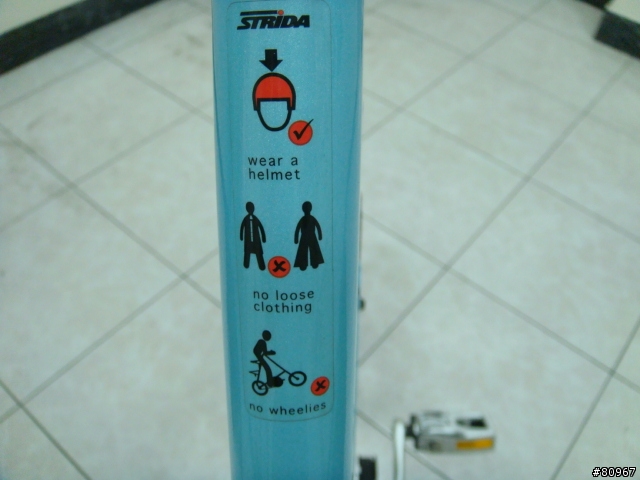 STRiDA
wear a
helmet
no loose
clothing
no wheelies
#80967